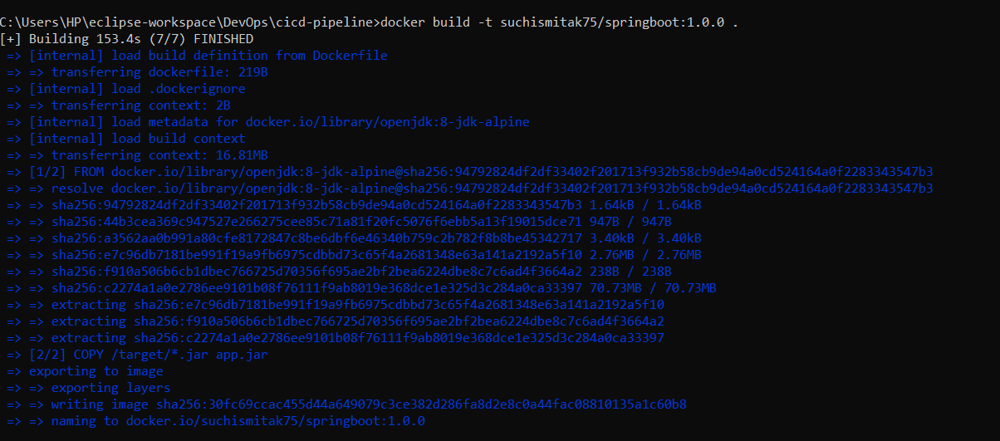 C:\Users\HP\eclipse-workspace\DevOps\cicd-pipeline>docker build -t suchismitak75/springboot:1.0.0 .
[+] Building 153.4s (7/7) FINISHED
=> [internal] load build definition from Dockerfile
=> => transferring dockerfile: 219B
=> [internal] load .dockerignore
=> => transferring context: 2B
=> [internal] load metadata for docker.io/library/openjdk:8-jdk-alpine
=> [internal] load build context
=> => transferring context: 16.81MB
=> [1/2] FROM docker.io/library/openjdk:8-jdk-alpine@sha256:94792824df2df33402f201713f932b58cb9de94a0cd524164a0f2283343547b3
=> => resolve docker.io/library/openjdk:8-jdk-alpine@sha256:94792824df2df33402f201713f932b58cb9de94a0cd524164a0f2283343547b3
=> => sha256:94792824df2df33402f201713f932b58cb9de94a0cd524164a0f2283343547b3 1.64kB / 1.64kB
=> => sha256:44b3cea369c947527e266275cee85c71a81f20fc5076f6ebb5a13f19015dce71 947B / 947B
=> => sha256:a3562aa0b991a80cfe8172847c8be6dbf6e46340b759c2b782f8b8be45342717 3.40kB / 3.40kB
=> => sha256:e7c96db7181be991f19a9fb6975cdbbd73c65f4a2681348e63a141a2192a5f10 2.76MB / 2.76MB
=> => sha256:f910a506b6cb1dbec766725d70356f695ae2bf2bea6224dbe8c7c6ad4f3664a2 238B / 238B
=> => sha256:c2274a1a0e2786ee9101b08f76111f9ab8019e368dce1e325d3c284a0ca33397 70.73MB / 70.73MB
=> => extracting sha256:e7c96db7181be991f19a9fb6975cdbbd73c65f4a2681348e63a141a2192a5f10
=> => extracting sha256:f910a506b6cb1dbec766725d70356f695ae2bf2bea6224dbe8c7c6ad4f3664a2
=> => extracting sha256:c2274a1a0e2786ee9101b08f76111f9ab8019e368dce1e325d3c284a0ca33397
=> [2/2] COPY /target/*.jar app.jar
=> exporting to image
=> => exporting layers
=> => writing image sha256:30fc69ccac455d44a649079c3ce382d286fa8d2e8c0a44fac08810135a1c60b8
=> => naming to docker.io/suchismitak75/springboot:1.0.0